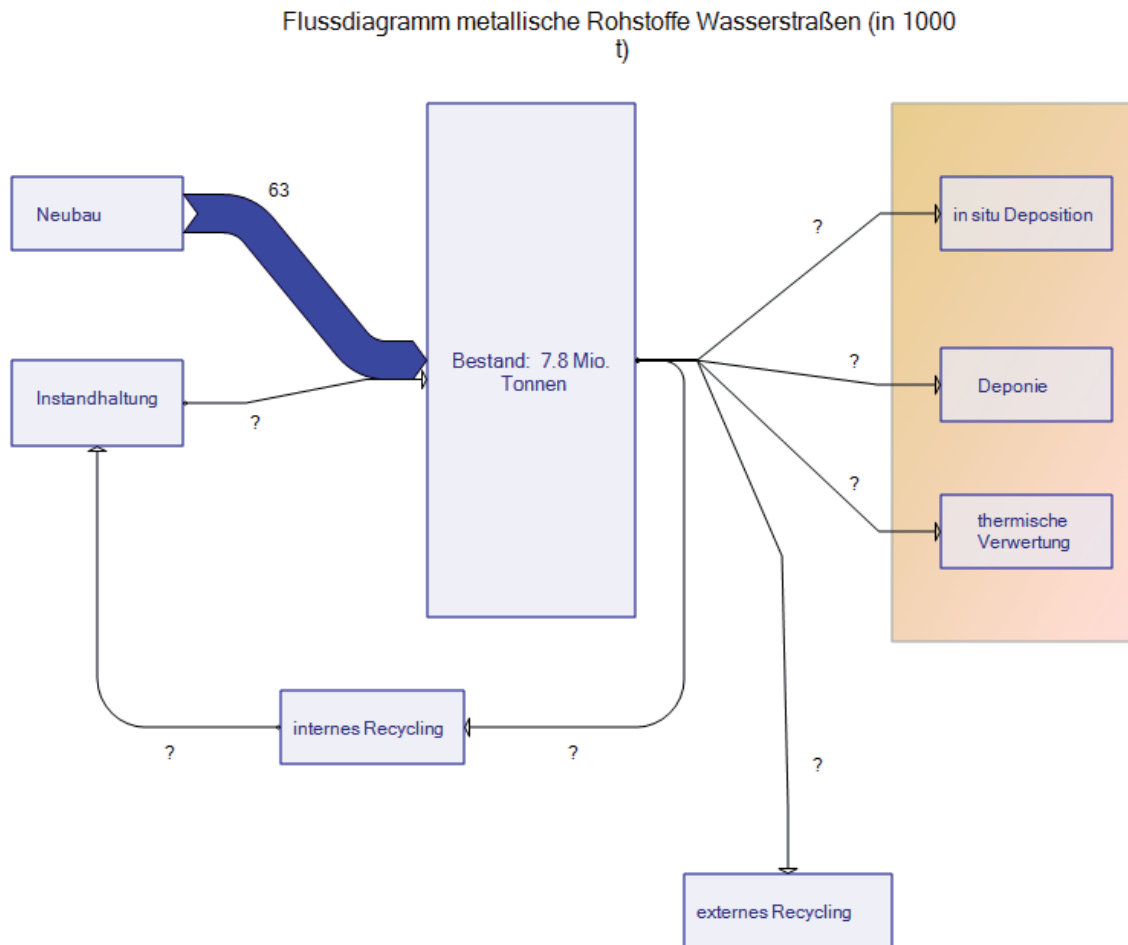 Flussdiagramm metallische Rohstoffe Wasserstraßen (in 1000
t)
63
Neubau
in situ Deposition
?
Bestand:  7.8 Mio.
Tonnen
?
Deponie
Instandhaltung
?
?
thermische
Verwertung
internes Recycling
?
?
?
externes Recycling